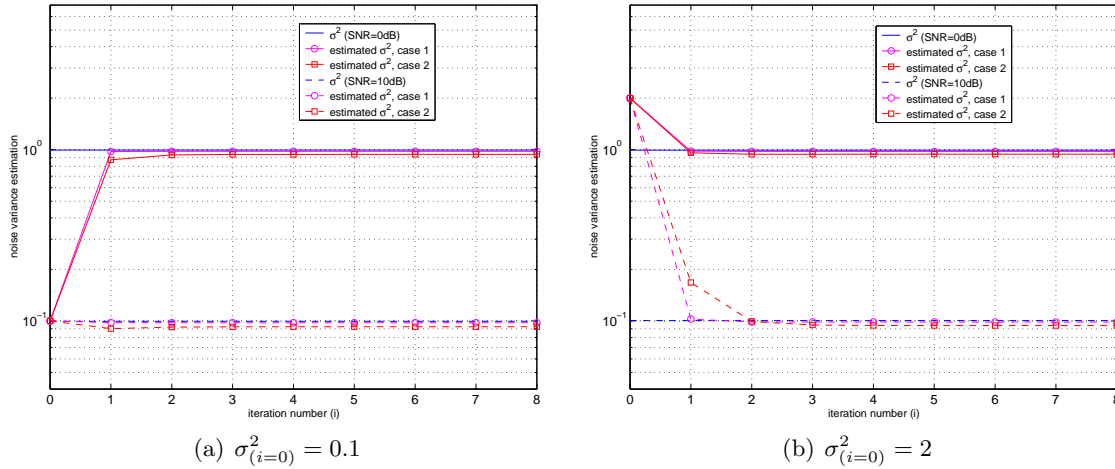 σ² (SNR=0dB)
estimated σ², case 1
estimated σ², case 2
σ² (SNR=10dB)
estimated σ², case 1
estimated σ², case 2
noise variance estimation
10⁰
10⁻¹
0 1 2 3 4 5 6 7 8
iteration number (i)
(a) σ²₍ᵢ₌₀₎ = 0.1
σ² (SNR=0dB)
estimated σ², case 1
estimated σ², case 2
σ² (SNR=10dB)
estimated σ², case 1
estimated σ², case 2
noise variance estimation
10⁰
10⁻¹
0 1 2 3 4 5 6 7 8
iteration number (i)
(b) σ²₍ᵢ₌₀₎ = 2